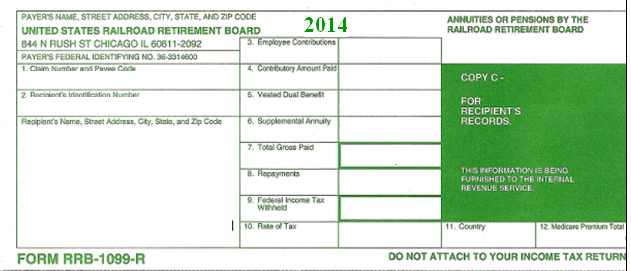 PAYER'S NAME, STREET ADDRESS, CITY, STATE, AND ZIP CODE
UNITED STATES RAILROAD RETIREMENT BOARD
844 N RUSH ST CHICAGO IL 60611-2092
PAYER'S FEDERAL IDENTIFYING NO. 36-3314600
2014
ANNUITIES OR PENSIONS BY THE
RAILROAD RETIREMENT BOARD
1. Claim Number and Payee Code
2 Recipient's Identification Number
Recipient's Name, Street Address, City, State, and Zip Code
3. Employee Contributions
4. Contributory Amount Paid
5. Vested Dual Benefit
6. Supplemental Annuity
7. Total Gross Paid
8. Repayments
9. Federal Income Tax
Withheld
10. Rate of Tax
COPY C -
FOR
RECIPIENT'S
RECORDS.
THIS INFORMATION IS BEING
FURNISHED TO THE INTERNAL
REVENUE SERVICE.
11. Country
12. Medicare Premium Total
FORM RRB-1099-R
DO NOT ATTACH TO YOUR INCOME TAX RETURN